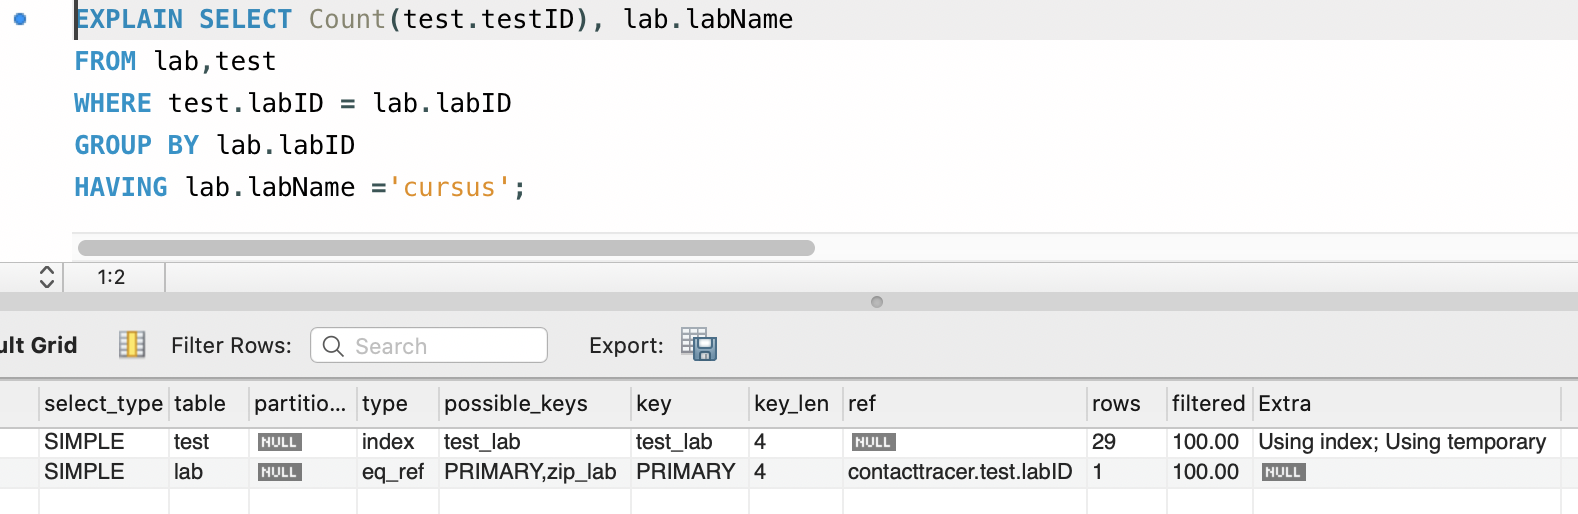 EXPLAIN SELECT Count(test.testID), lab.labName
FROM lab,test
WHERE test.labID = lab.labID
GROUP BY lab.labID
HAVING lab.labName ='cursus';
1:2
ult Grid Filter Rows: Search Export:
select_type table partitio... type possible_keys key key_len ref rows filtered Extra
SIMPLE test NULL index test_lab test_lab 4 NULL 29 100.00 Using index; Using temporary
SIMPLE lab NULL eq_ref PRIMARY,zip_lab PRIMARY 4 contacttracer.test.labID 1 100.00 NULL